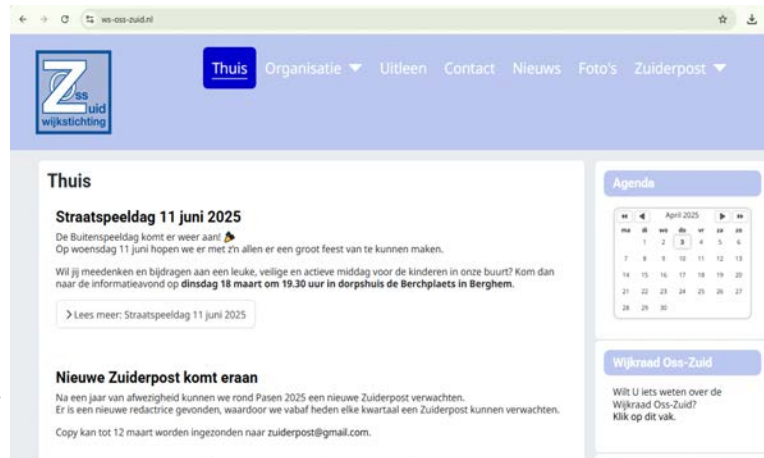 ws-oss-zuid.nl
Zss
uid
wijkstichting
Thuis
Organisatie
Uitleen
Contact
Nieuws
Foto's
Zuiderpost
Thuis
Straatspeeldag 11 juni 2025
De Buitenspeeldag komt er weer aan!
Op woensdag 11 juni hopen we er met z'n allen er een groot feest van te kunnen maken.
Wil jij meedenken en bijdragen aan een leuke, veilige en actieve middag voor de kinderen in onze buurt? Kom dan
naar de informatieavond op dinsdag 18 maart om 19.30 uur in dorpshuis de Berchplaets in Berghem.
Lees meer: Straatspeeldag 11 juni 2025
Nieuwe Zuiderpost komt eraan
Na een jaar van afwezigheid kunnen we rond Pasen 2025 een nieuwe Zuiderpost verwachten.
Er is een nieuwe redactrice gevonden, waardoor we vabaf heden elke kwartaal een Zuiderpost kunnen verwachten.
Copy kan tot 12 maart worden ingezonden naar zuiderpost@gmail.com.
Agenda
April 2025
ma di wo do vr za zo
1 2 3 4 5 6
7 8 9 10 11 12 13
14 15 16 17 18 19 20
21 22 23 24 25 26 27
28 29 30
Wijkraad Oss-Zuid
Wilt U iets weten over de
Wijkraad Oss-Zuid?
Klik op dit vak.